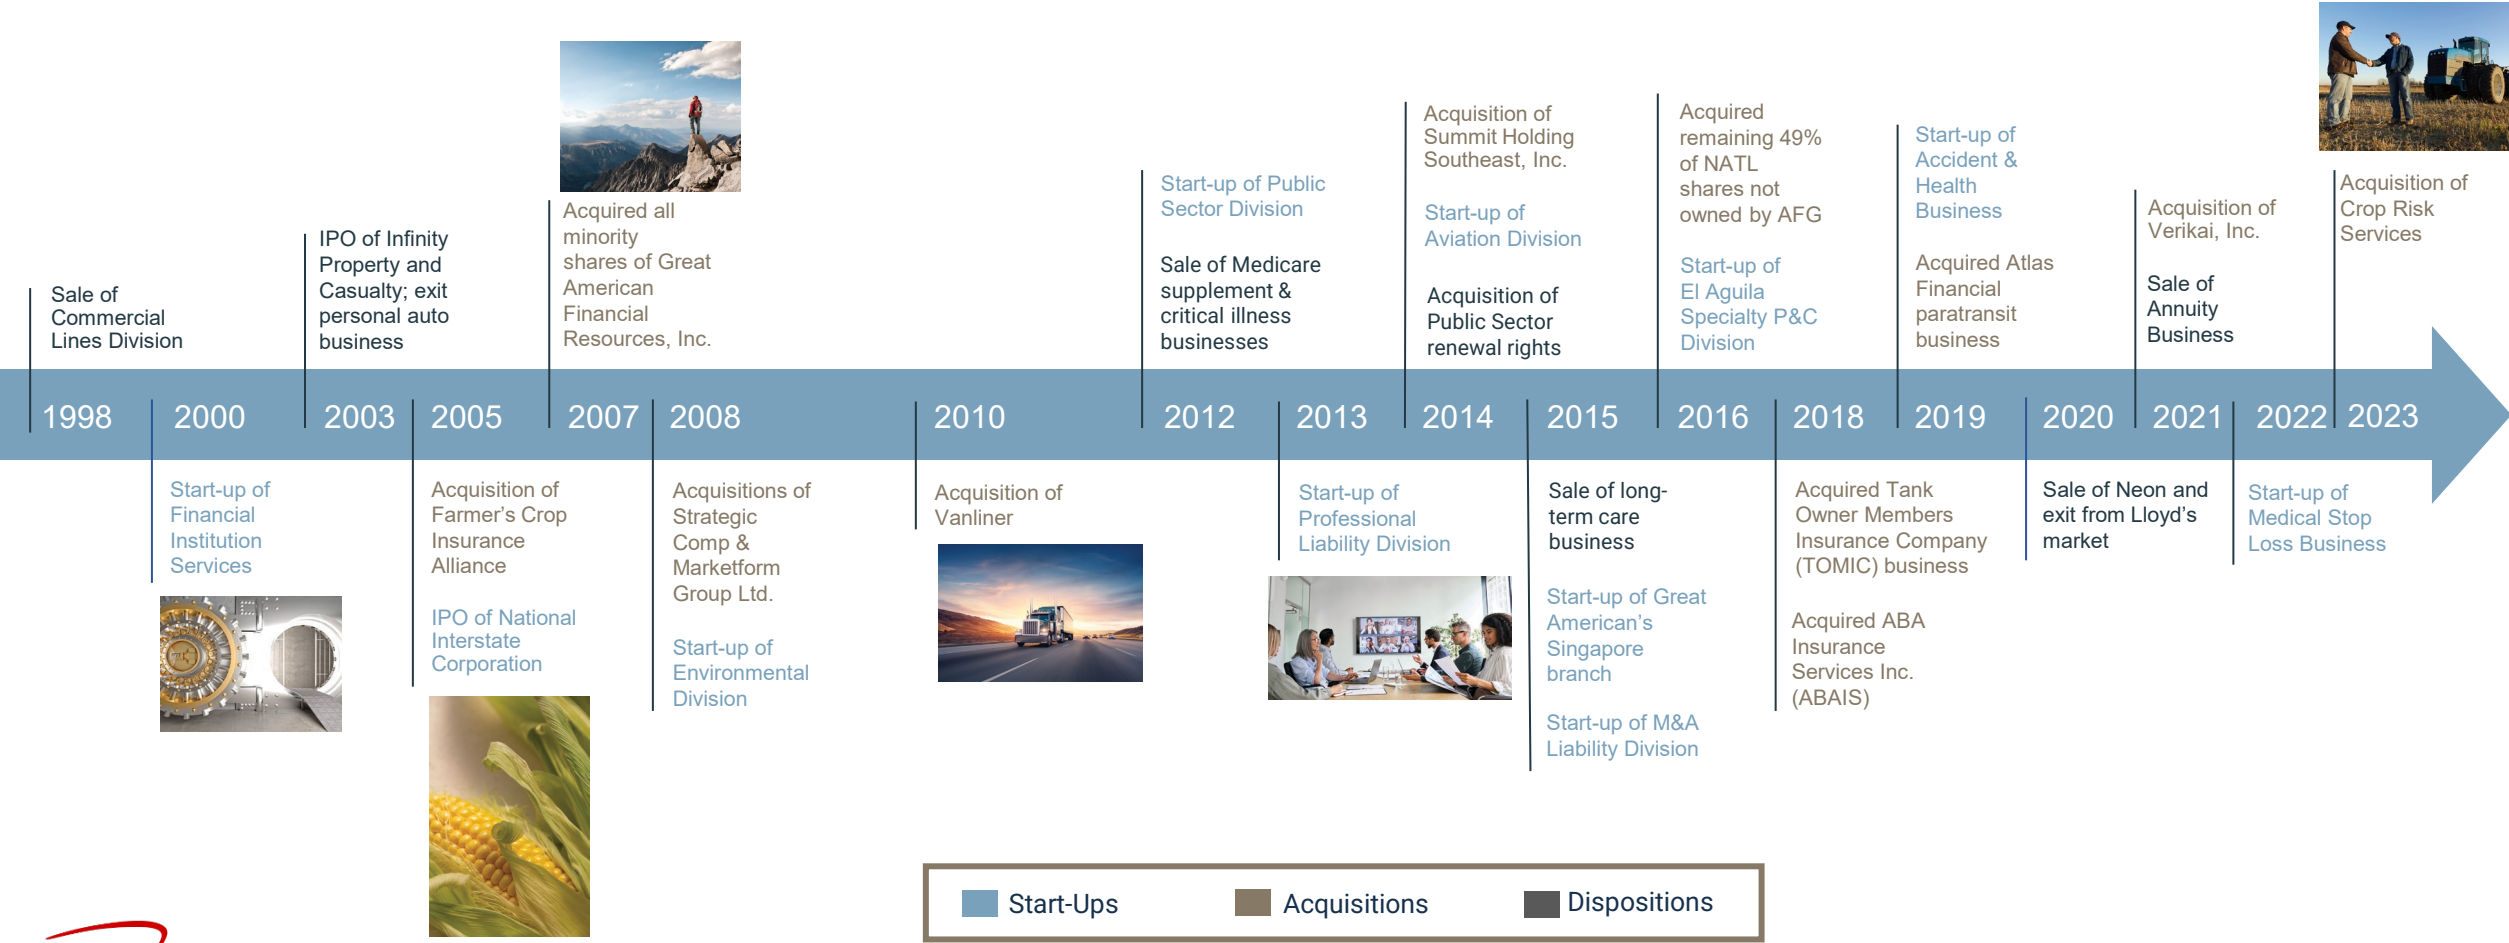 Sale of
Commercial
Lines Division
IPO of Infinity
Property and
Casualty; exit
personal auto
business
Acquired all
minority
shares of Great
American
Financial
Resources, Inc.
Start-up of Public
Sector Division
Sale of Medicare
supplement &
critical illness
businesses
Acquisition of
Summit Holding
Southeast, Inc.
Start-up of
Aviation Division
Acquisition of
Public Sector
renewal rights
Acquired
remaining 49%
of NATL
shares not
owned by AFG
Start-up of
El Aguila
Specialty P&C
Division
Start-up of
Accident &
Health
Business
Acquired Atlas
Financial
paratransit
business
Acquisition of
Verikai, Inc.
Sale of
Annuity
Business
Acquisition of
Crop Risk
Services
1998 2000 2003 2005 2007 2008 2010 2012 2013 2014 2015 2016 2018 2019 2020 2021 2022 2023
Start-up of
Financial
Institution
Services
Acquisition of
Farmer’s Crop
Insurance
Alliance
IPO of National
Interstate
Corporation
Acquisitions of
Strategic
Comp &
Marketform
Group Ltd.
Start-up of
Environmental
Division
Acquisition of
Vanliner
Start-up of
Professional
Liability Division
Sale of long-
term care
business
Start-up of Great
American’s
Singapore
branch
Start-up of M&A
Liability Division
Acquired Tank
Owner Members
Insurance Company
(TOMIC) business
Acquired ABA
Insurance
Services Inc.
(ABAIS)
Sale of Neon and
exit from Lloyd’s
market
Start-up of
Medical Stop
Loss Business
Start-Ups Acquisitions Dispositions